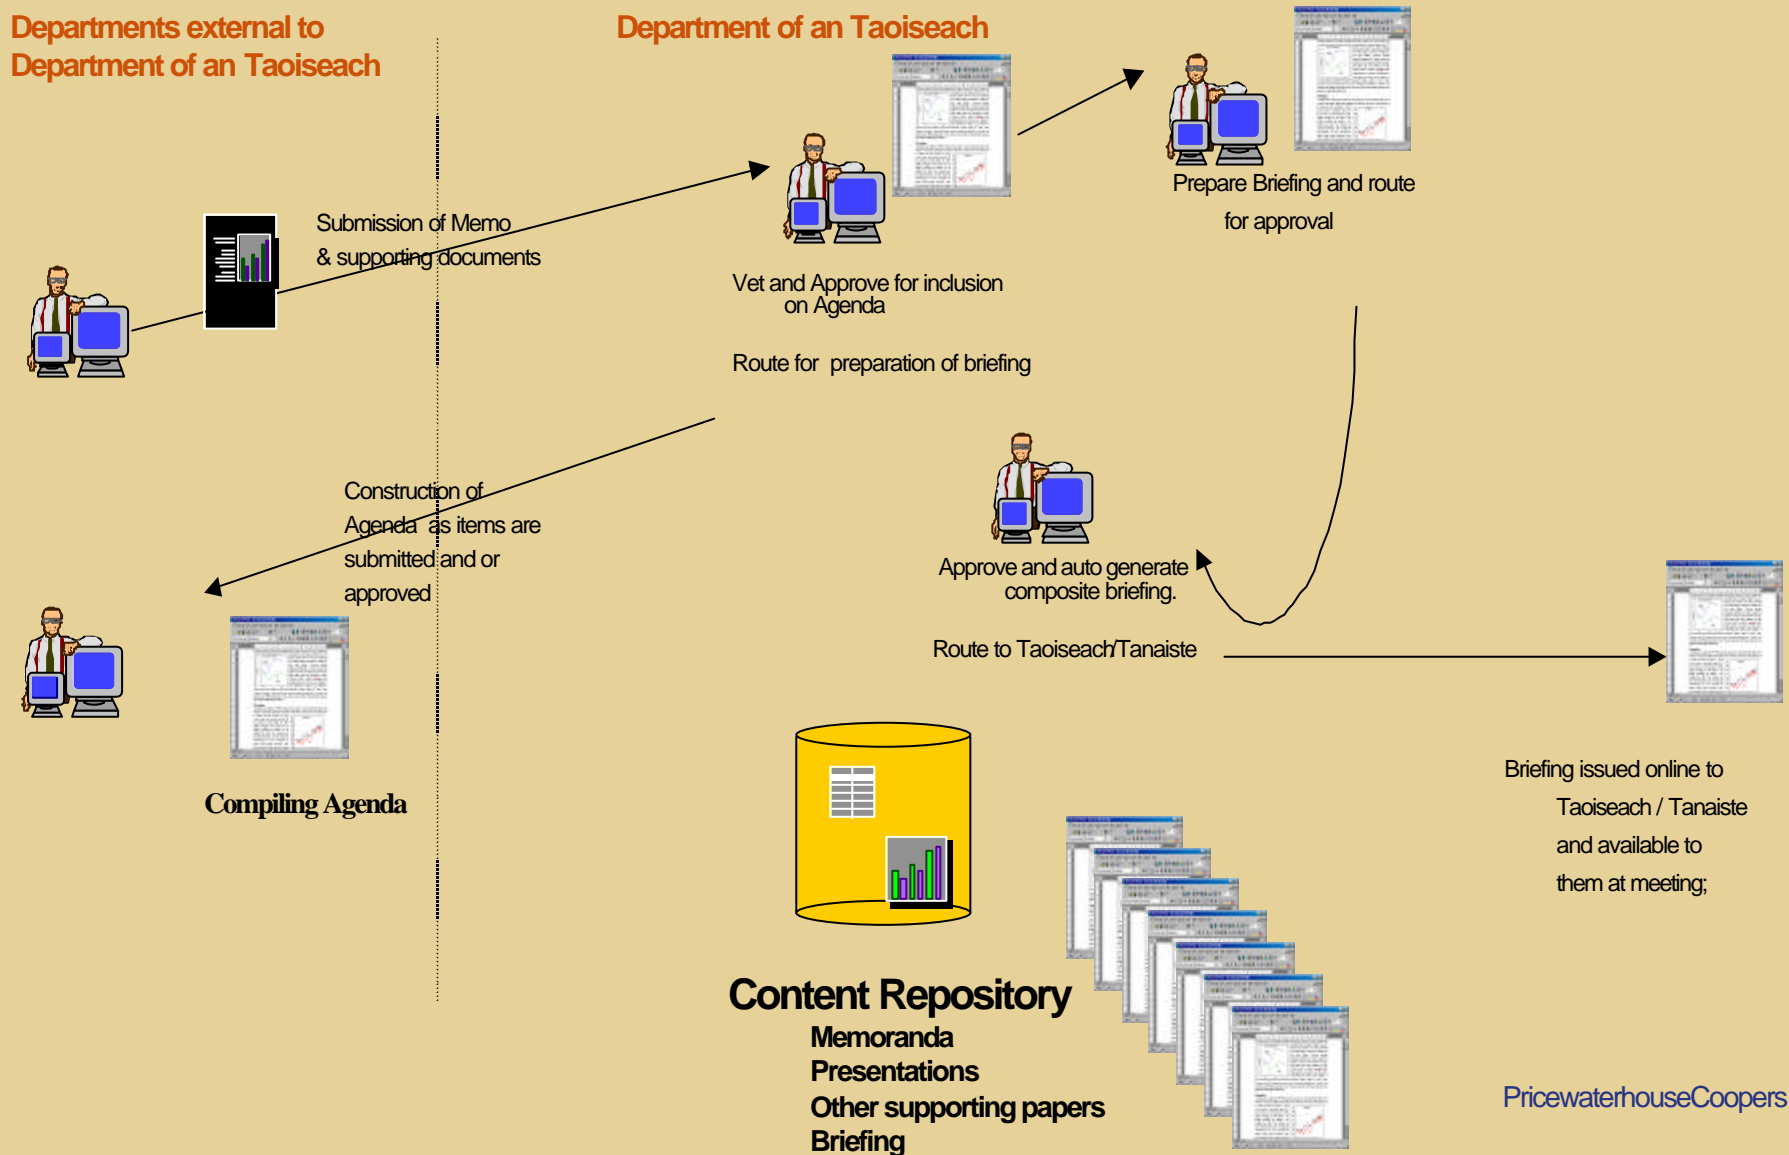 Departments external to
Department of an Taoiseach
Department of an Taoiseach
Submission of Memo
& supporting documents
Vet and Approve for inclusion
on Agenda
Route for preparation of briefing
Prepare Briefing and route
for approval
Construction of
Agenda as items are
submitted and or
approved
Compiling Agenda
Approve and auto generate
composite briefing.
Route to Taoiseach/Tanaiste
Briefing issued online to
Taoiseach / Tanaiste
and available to
them at meeting;
Content Repository
Memoranda
Presentations
Other supporting papers
Briefing
PricewaterhouseCoopers